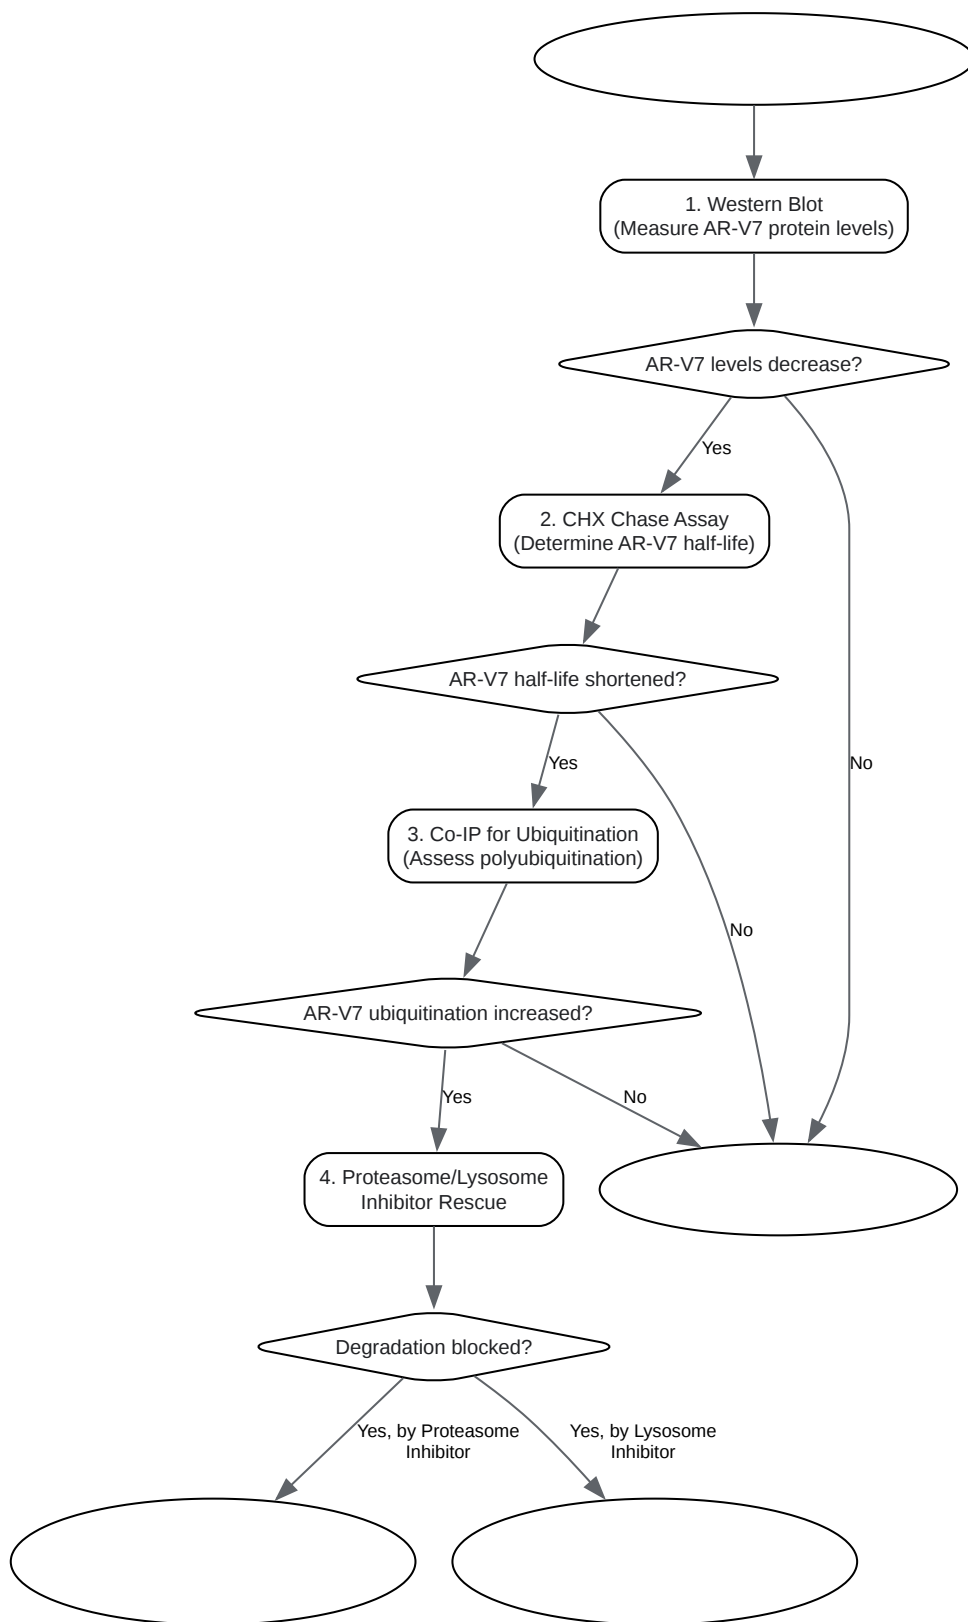 1. Western Blot
(Measure AR-V7 protein levels)
AR-V7 levels decrease?
Yes
2. CHX Chase Assay
(Determine AR-V7 half-life)
AR-V7 half-life shortened?
Yes
No
3. Co-IP for Ubiquitination
(Assess polyubiquitination)
No
AR-V7 ubiquitination increased?
Yes
No
4. Proteasome/Lysosome
Inhibitor Rescue
Degradation blocked?
Yes, by Proteasome
Inhibitor
Yes, by Lysosome
Inhibitor